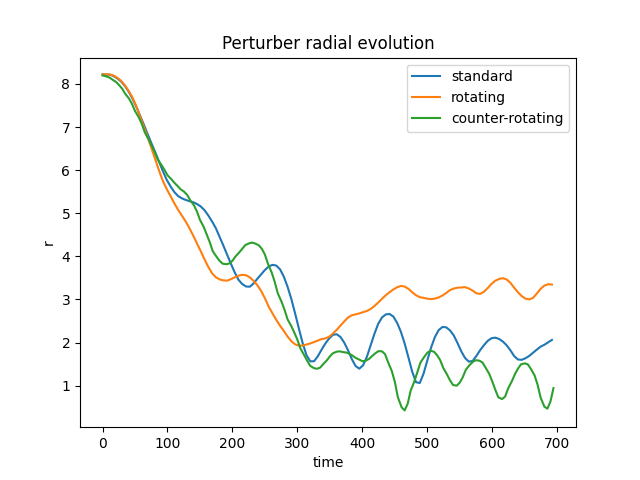 Perturber radial evolution
standard
rotating
counter-rotating
8
7
6
5
4
3
2
1
r
0 100 200 300 400 500 600 700
time